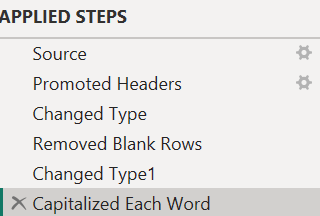 APPLIED STEPS
Source
Promoted Headers
Changed Type
Removed Blank Rows
Changed Type1
Capitalized Each Word